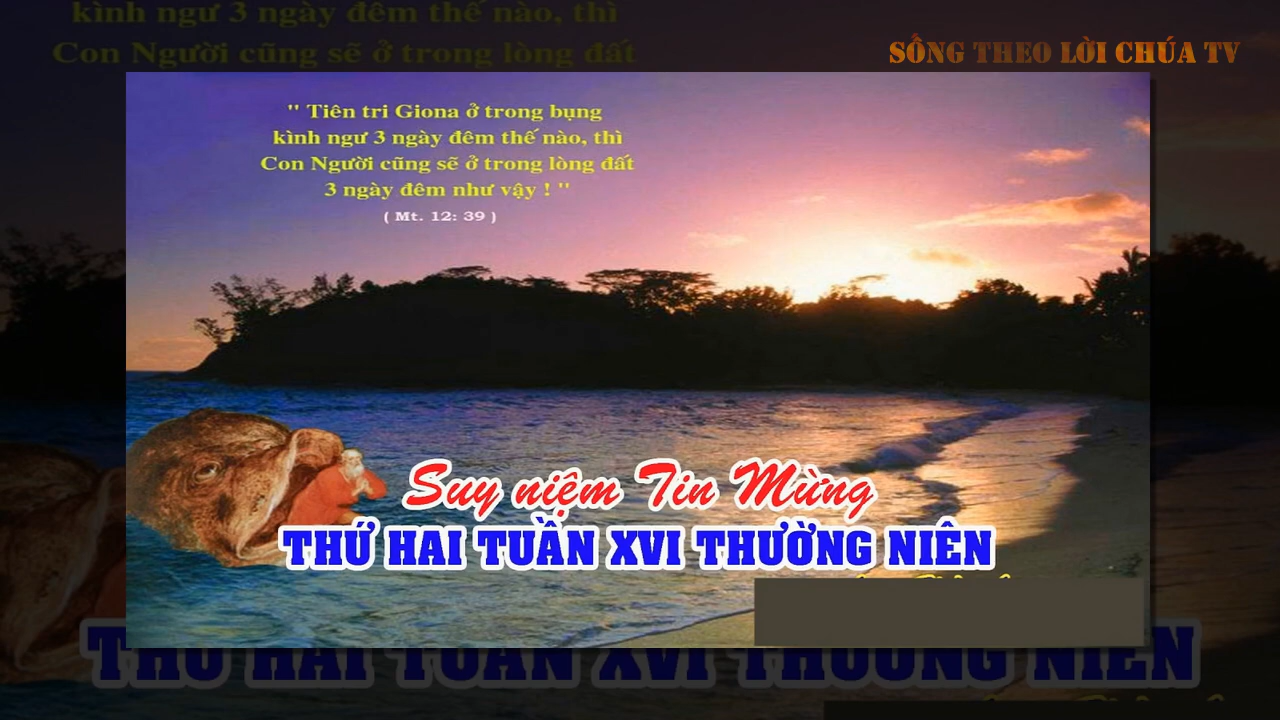 kình ngư 3 ngày đêm thế nào, thì
Con Người cũng sẽ ở trong lòng đất
SỐNG THEO LỜI CHÚA TV
" Tiên tri Giona ở trong bụng
kình ngư 3 ngày đêm thế nào, thì
Con Người cũng sẽ ở trong lòng đất
3 ngày đêm như vậy ! "
( Mt. 12: 39 )
Suy niệm Tin Mừng
THỨ HAI TUẦN XVI THƯỜNG NIÊN
THỨ HAI TUẦN XVI THƯỜNG NIÊN